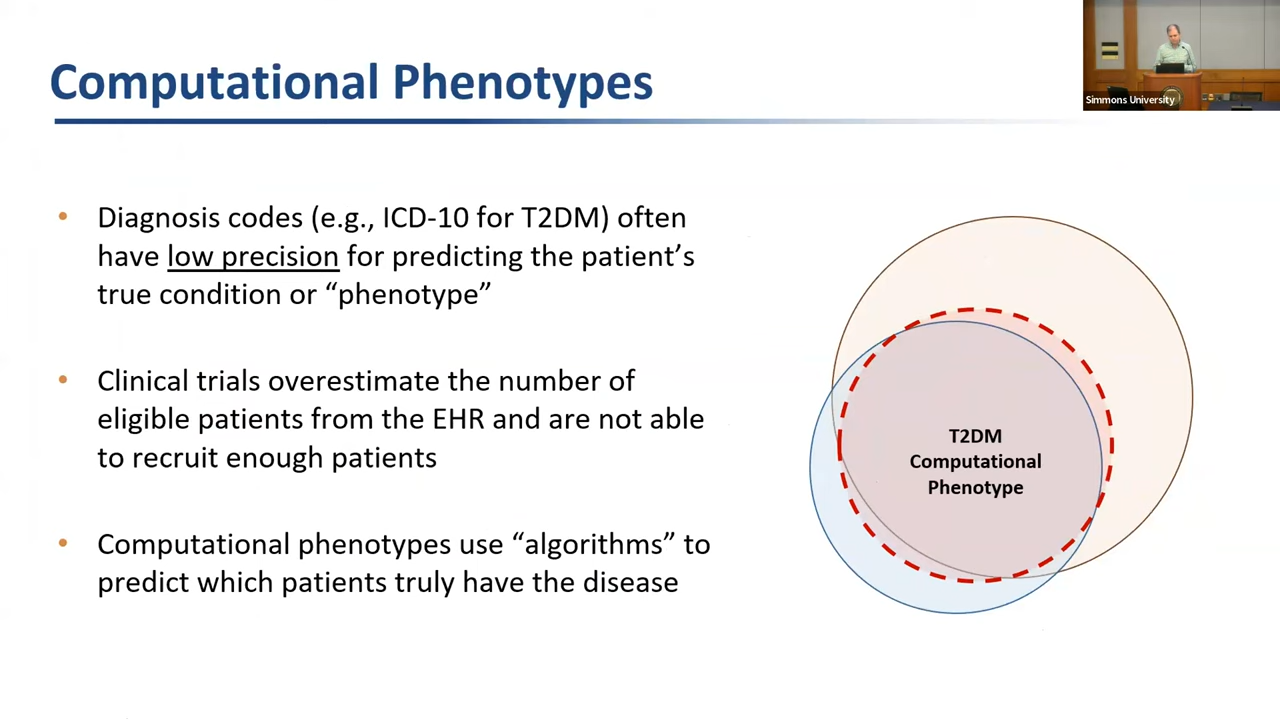 Computational Phenotypes
Simmons University
• Diagnosis codes (e.g., ICD-10 for T2DM) often
have low precision for predicting the patient’s
true condition or “phenotype”
• Clinical trials overestimate the number of
eligible patients from the EHR and are not able
to recruit enough patients
• Computational phenotypes use “algorithms” to
predict which patients truly have the disease
T2DM
Computational
Phenotype